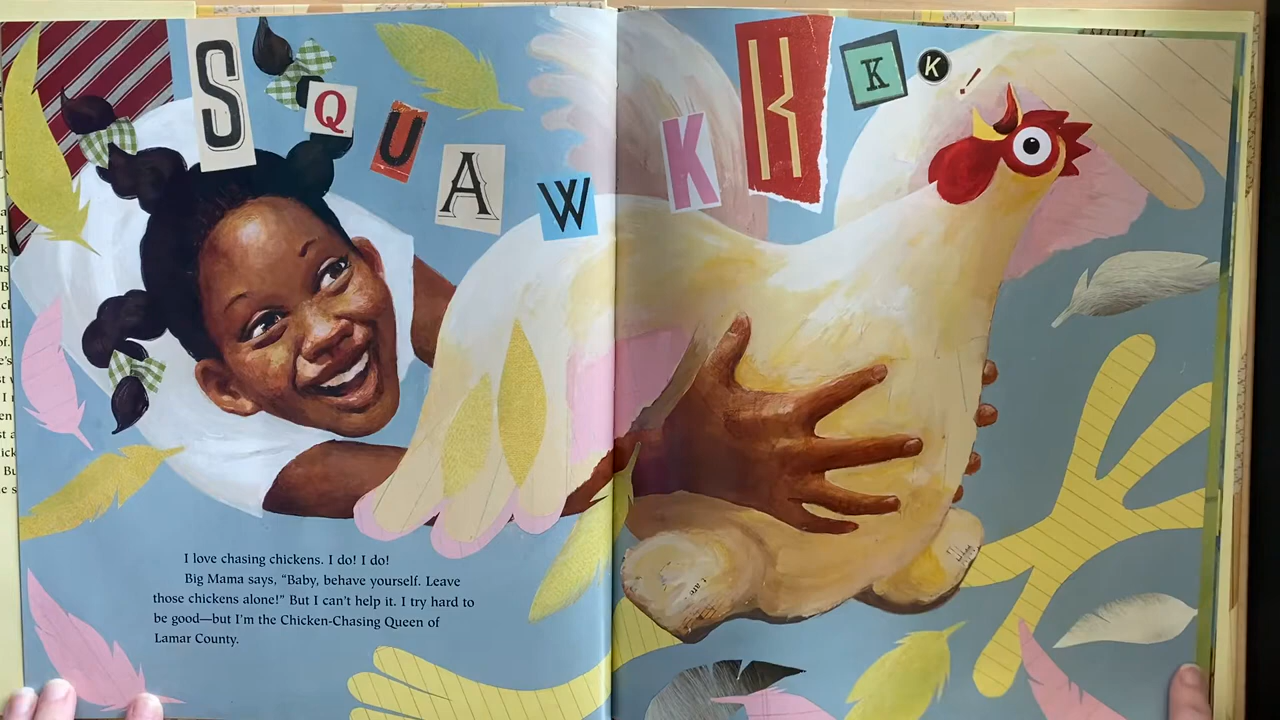 SQUAWKKKK!
I love chasing chickens. I do! I do!
Big Mama says, “Baby, behave yourself. Leave
those chickens alone!” But I can’t help it. I try hard to
be good—but I’m the Chicken-Chasing Queen of
Lamar County.